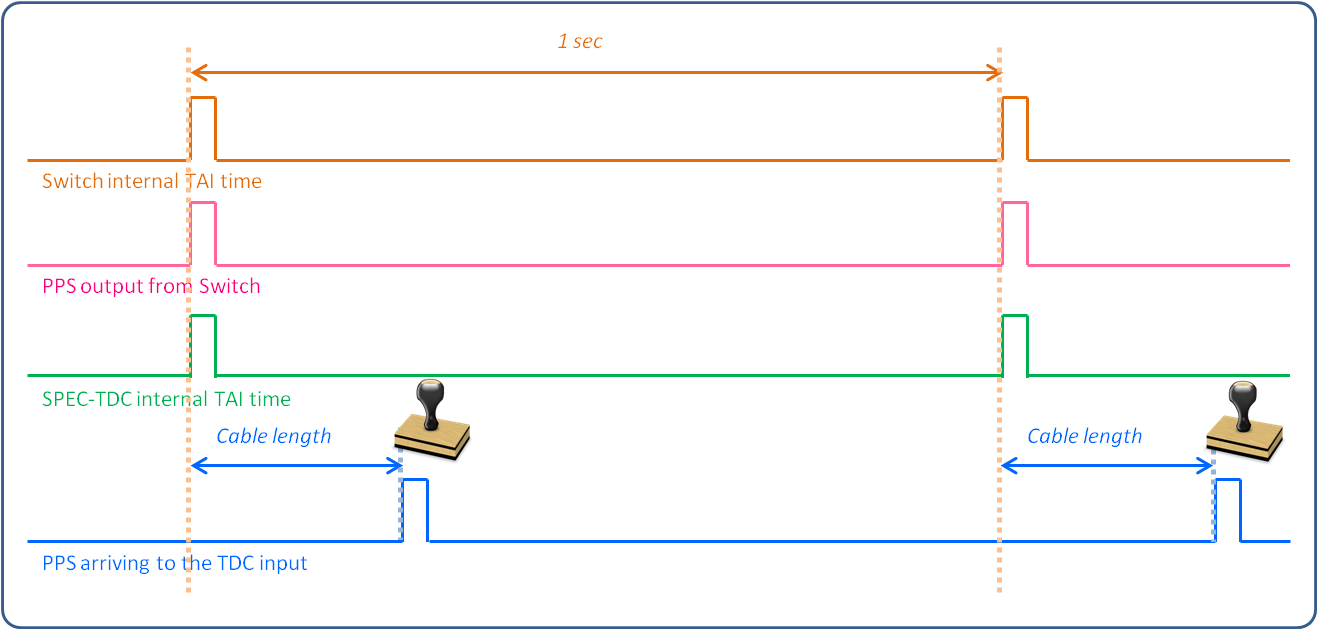 1 sec
Switch internal TAI time
PPS output from Switch
SPEC-TDC internal TAI time
Cable length
Cable length
PPS arriving to the TDC input